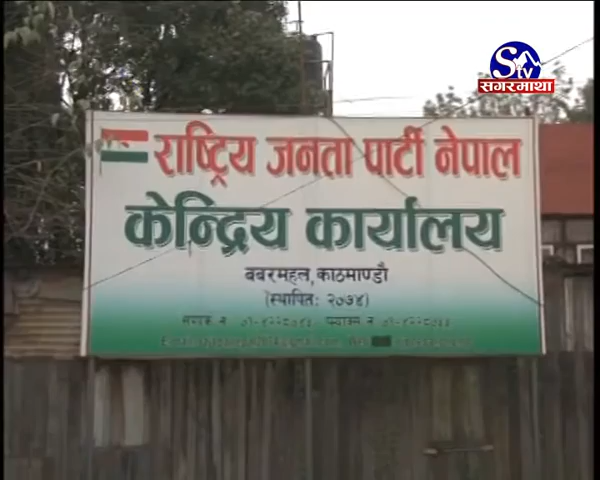 STV
सगरमाथा
राष्ट्रिय जनता पार्टी नेपाल
केन्द्रिय कार्यालय
बबरमहल, काठमाण्डौ
(स्थापित: २०७४)